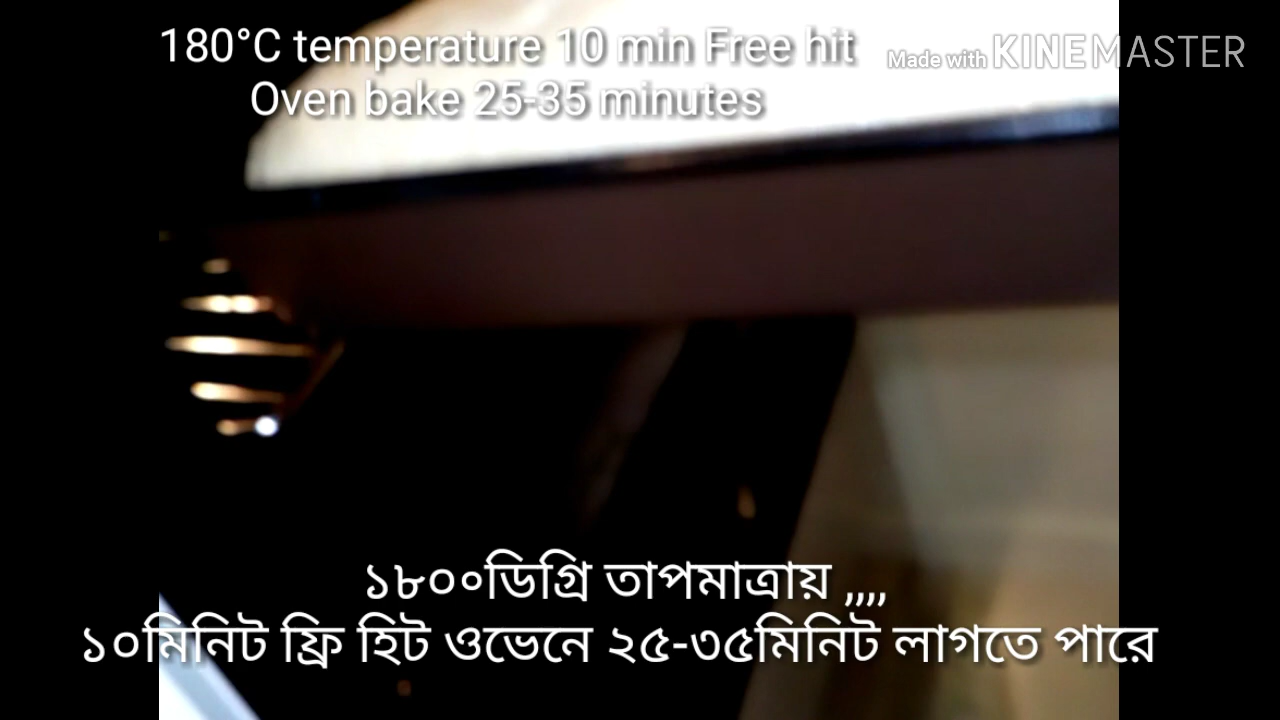 180°C temperature 10 min Free hit
Made with KINEMASTER
Oven bake 25-35 minutes
১৮০০ডিগ্রি তাপমাত্রায় ,,,,
১০মিনিট ফ্রি হিট ওভেনে ২৫-৩৫মিনিট লাগতে পারে